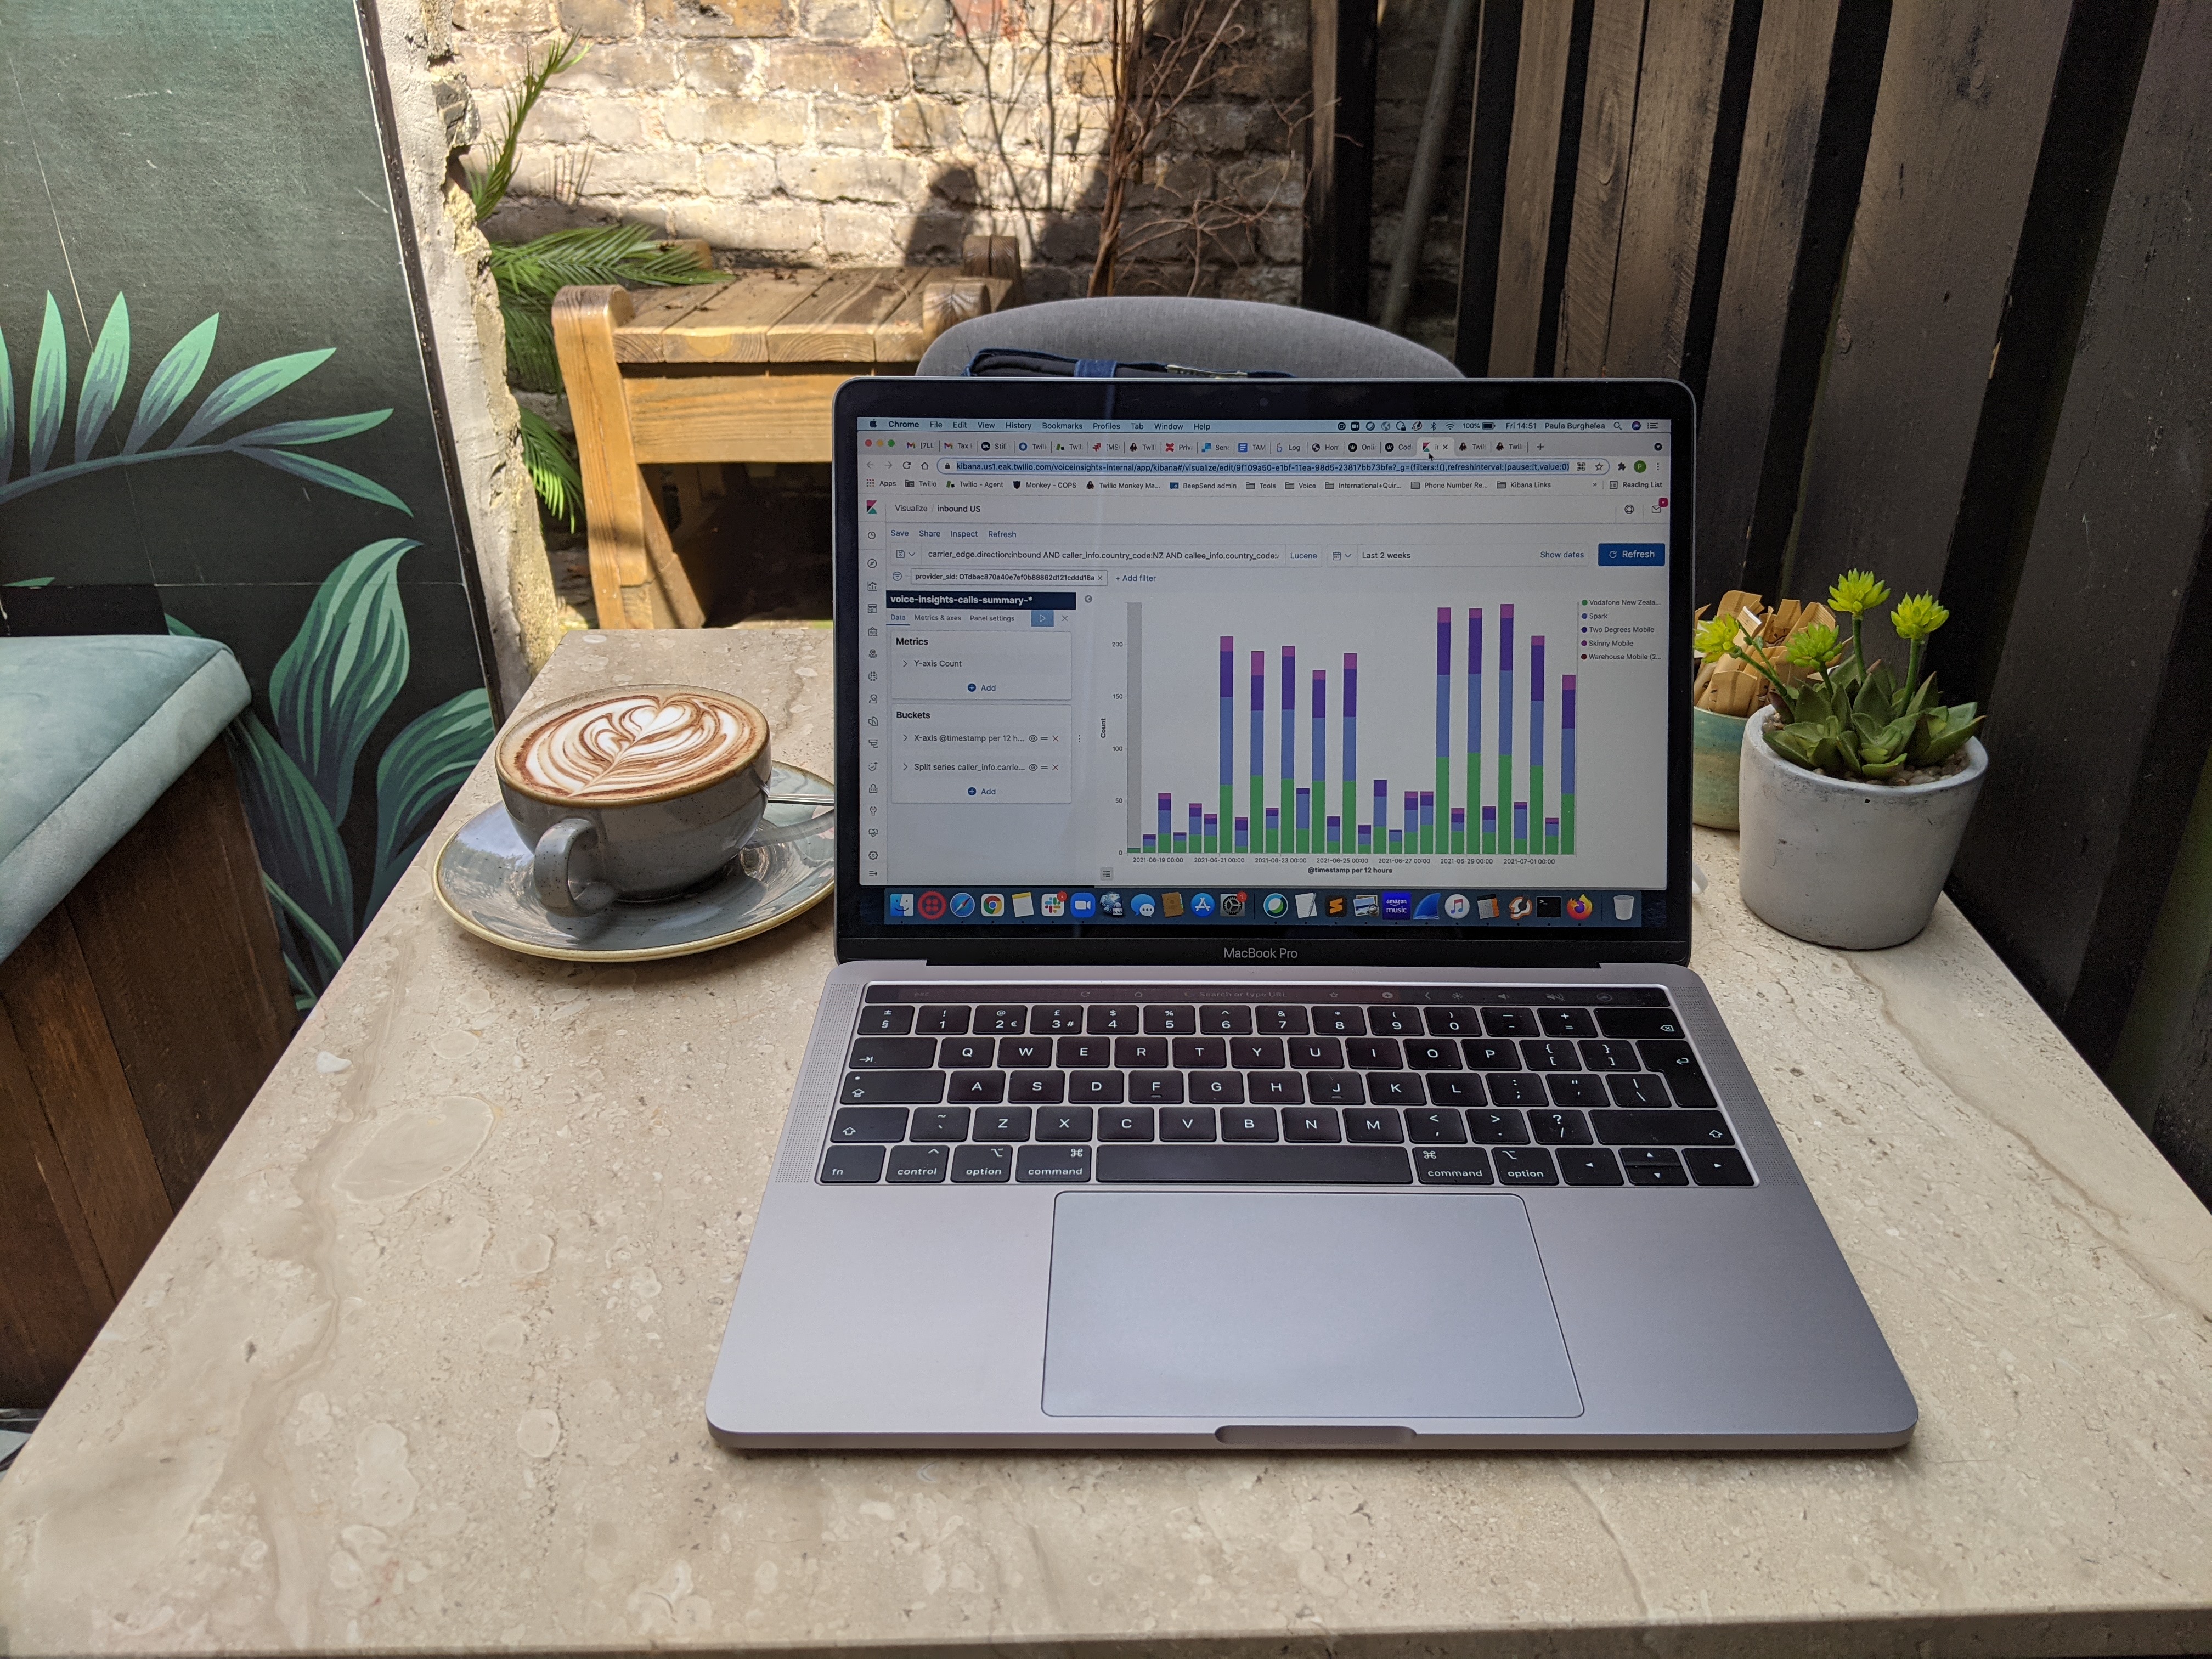 Chrome File Edit View History Bookmarks Profiles Tab Window Help 100% Fri 14:51 Paula Burghelea
kibana.us1.eak.twilio.com/voiceinsights-internal/app/kibana#/visualize/edit/9f109a50-e1bf-11ea-98d5-23817bb73bfe?_g=(filters:!(),refreshInterval:(pause:!t,value:0)
Apps Twilio Twilio - Agent Monkey - COPS Twilio Monkey Ma... BeepSend admin Tools Voice International+Quir... Phone Number Re... Kibana Links » Reading List
Visualize / inbound US
Save Share Inspect Refresh
carrier_edge.direction:inbound AND caller_info.country_code:NZ AND callee_info.country_code: Lucene Last 2 weeks Show dates Refresh
provider_sid: OTdbac870a40e7ef0b88862d121cddd18a × + Add filter
voice-insights-calls-summary-*
Data Metrics & axes Panel settings
Metrics
Y-axis Count
Add
Buckets
X-axis @timestamp per 12 h...
Split series caller_info.carrie...
Add
Count
200
150
100
50
0
2021-06-19 00:00 2021-06-21 00:00 2021-06-23 00:00 2021-06-25 00:00 2021-06-27 00:00 2021-06-29 00:00 2021-07-01 00:00
@timestamp per 12 hours
Vodafone New Zeala...
Spark
Two Degrees Mobile
Skinny Mobile
Warehouse Mobile (2...
amazon music
MacBook Pro
Search or type URL
± § ! 1 @ 2 € £ 3 # $ 4 % 5 ^ 6 & 7 * 8 ( 9 ) 0 _ - + =
Q W E R T Y U I O P { [ } ]
A S D F G H J K L : ; " ' | \
~ ` Z X C V B N M < , > . ? /
fn control option command command option